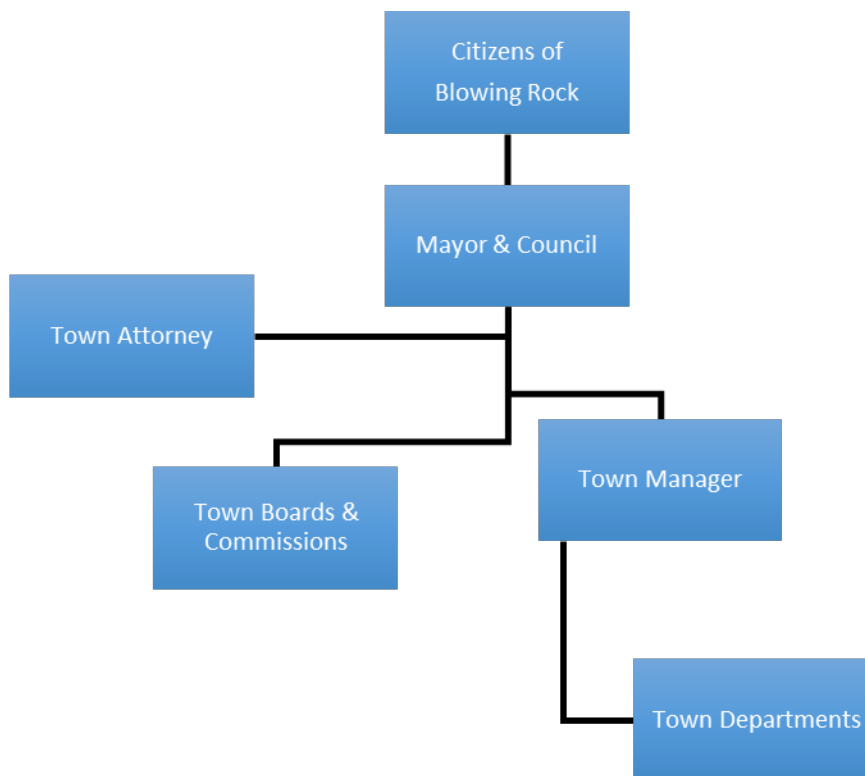 Citizens of
Blowing Rock
Mayor & Council
Town Attorney
Town Manager
Town Boards &
Commissions
Town Departments